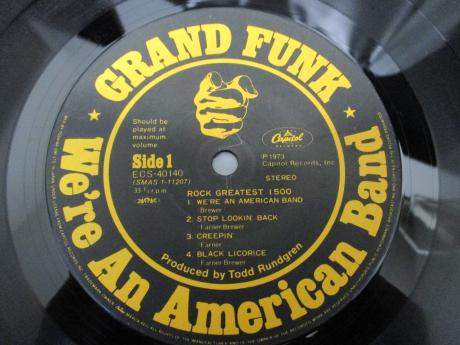 GRAND FUNK
We're An American Band
Should be
played at
maximum
volume.
Side 1
ECS-40140
(SMAS 1-11207)
33 1/3 r.p.m.
Capitol
℗ 1973
Capitol Records, Inc
STEREO
ROCK GREATEST 1500
1. WE'RE AN AMERICAN BAND
Brewer
2. STOP LOOKIN' BACK
Farner Brewer
3. CREEPIN'
Farner
4. BLACK LICORICE
Farner Brewer
Produced by Todd Rundgren